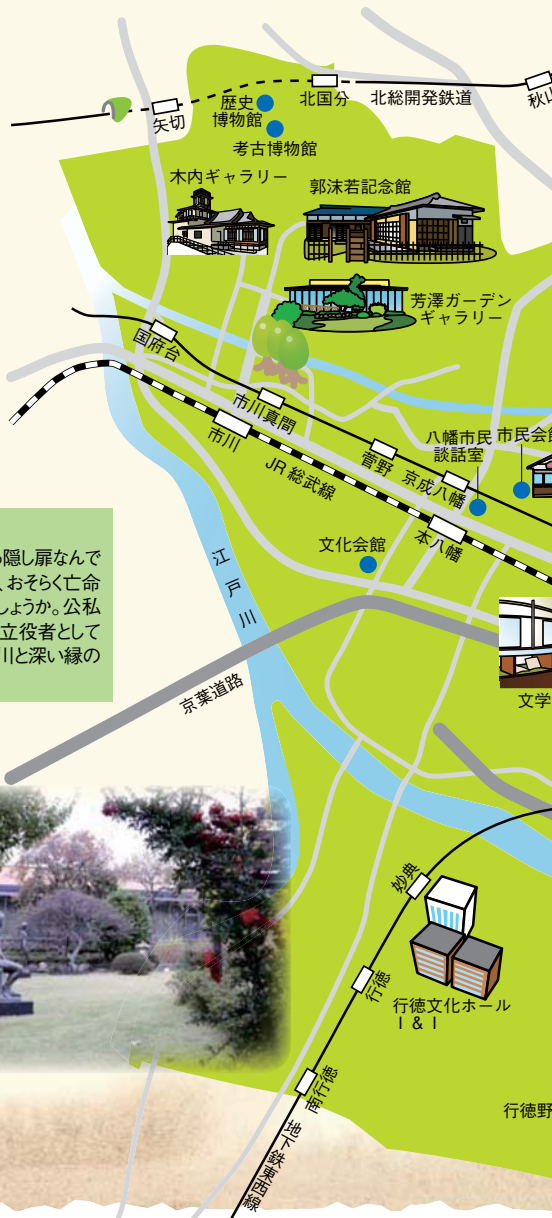 矢切
歴史
博物館
北国分
北総開発鉄道
秋山
考古博物館
木内ギャラリー
郭沫若記念館
芳澤ガーデン
ギャラリー
国府台
市川真間
市川
JR 総武線
菅野
京成八幡
八幡市民
談話室
市民会館
本八幡
文化会館
江戸川
隠し扉なんで
、おそらく亡命
しょうか。公私
立役者として
川と深い縁の
京葉道路
文学
妙典
行徳
行徳文化ホール
I & I
南行徳
地下鉄東西線
行徳野